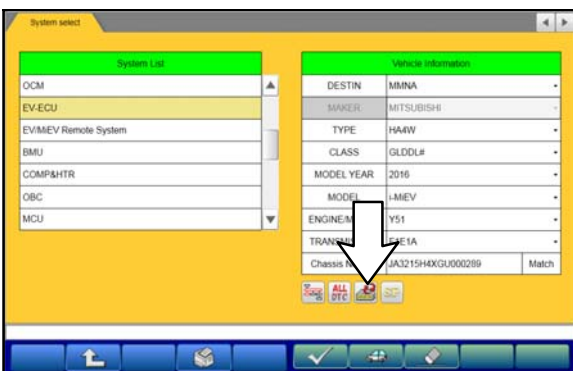 System select
System List
OCM
EV-ECU
EV/MiEV Remote System
BMU
COMP&HTR
OBC
MCU
Vehicle Information
DESTIN MMNA
MAKER MITSUBISHI
TYPE HA4W
CLASS GLDDL#
MODEL YEAR 2016
MODEL i-MiEV
Y51
Chassis JA3215H4XGU000289 Match
ALL DTC